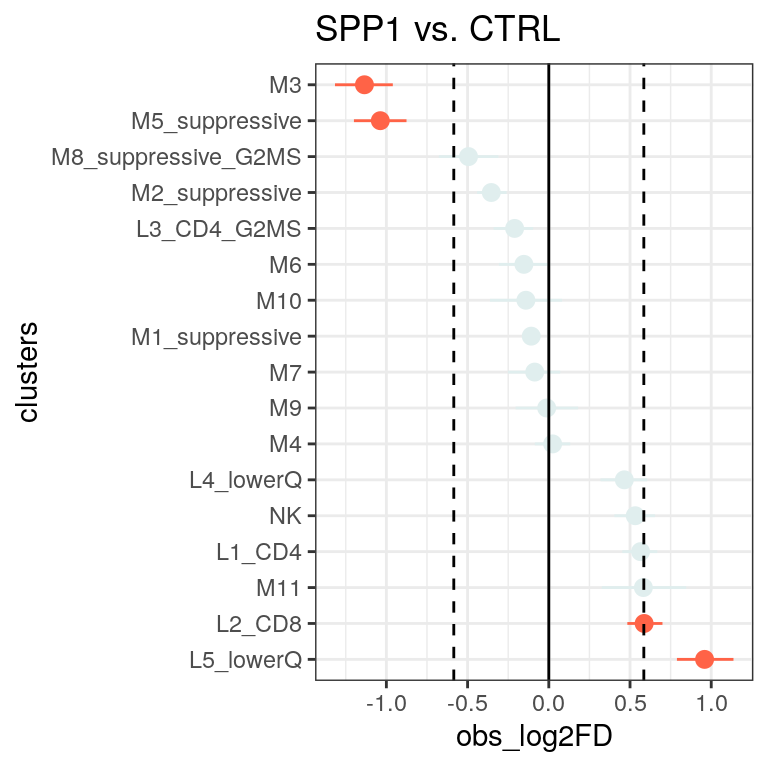 SPP1 vs. CTRL
M3
M5_suppressive
M8_suppressive_G2MS
M2_suppressive
L3_CD4_G2MS
M6
M10
M1_suppressive
M7
M9
M4
L4_lowerQ
NK
L1_CD4
M11
L2_CD8
L5_lowerQ
clusters
-1.0 -0.5 0.0 0.5 1.0
obs_log2FD